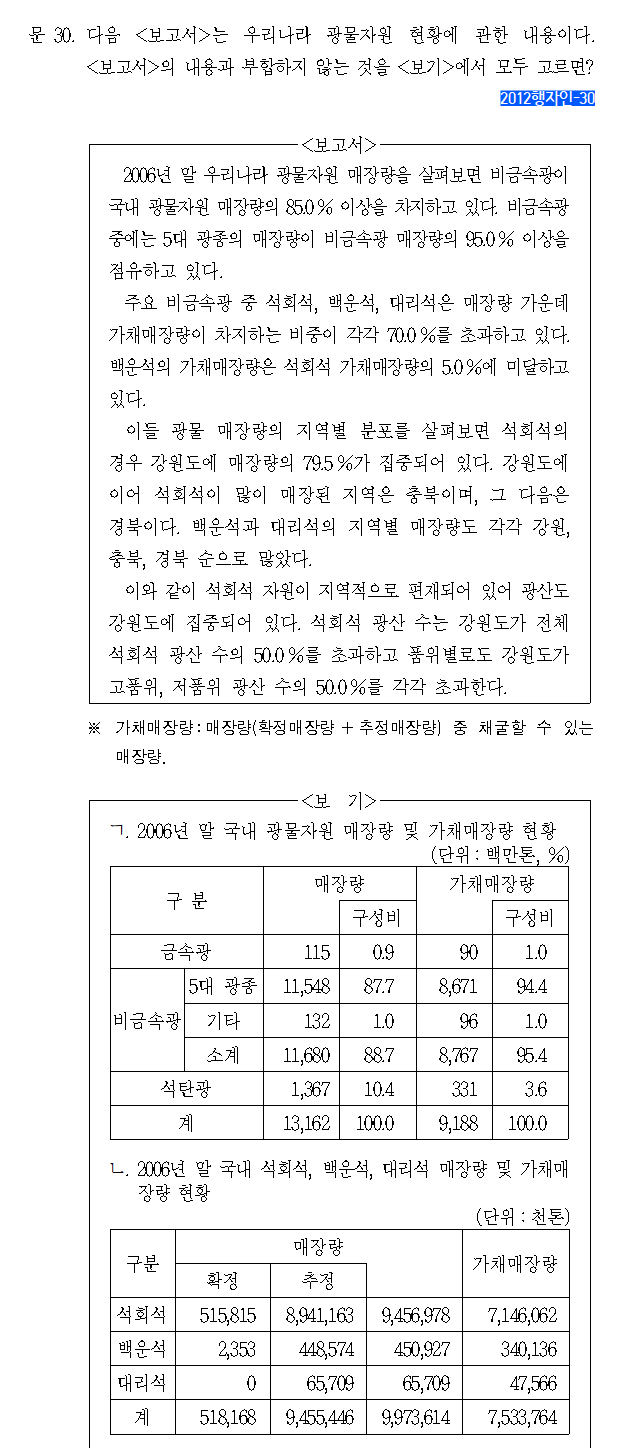 문 30. 다음 <보고서>는 우리나라 광물자원 현황에 관한 내용이다.
<보고서>의 내용과 부합하지 않는 것을 <보기>에서 모두 고르면?
2012행자인-30
<보고서>
2006년 말 우리나라 광물자원 매장량을 살펴보면 비금속광이
국내 광물자원 매장량의 85.0% 이상을 차지하고 있다. 비금속광
중에는 5대 광종의 매장량이 비금속광 매장량의 95.0% 이상을
점유하고 있다.
주요 비금속광 중 석회석, 백운석, 대리석은 매장량 가운데
가채매장량이 차지하는 비중이 각각 70.0%를 초과하고 있다.
백운석의 가채매장량은 석회석 가채매장량의 5.0%에 미달하고
있다.
이들 광물 매장량의 지역별 분포를 살펴보면 석회석의
경우 강원도에 매장량의 79.5%가 집중되어 있다. 강원도에
이어 석회석이 많이 매장된 지역은 충북이며, 그 다음은
경북이다. 백운석과 대리석의 지역별 매장량도 각각 강원,
충북, 경북 순으로 많았다.
이와 같이 석회석 자원이 지역적으로 편재되어 있어 광산도
강원도에 집중되어 있다. 석회석 광산 수는 강원도가 전체
석회석 광산 수의 50.0%를 초과하고 품위별로도 강원도가
고품위, 저품위 광산 수의 50.0%를 각각 초과한다.
※ 가채매장량 : 매장량(확정매장량 + 추정매장량) 중 채굴할 수 있는
매장량.
<보 기>
ㄱ. 2006년 말 국내 광물자원 매장량 및 가채매장량 현황
(단위 : 백만톤, %)
구 분 매장량 가채매장량
구성비 구성비
금속광 115 0.9 90 1.0
비금속광 5대 광종 11,548 87.7 8,671 94.4
기타 132 1.0 96 1.0
소계 11,680 88.7 8,767 95.4
석탄광 1,367 10.4 331 3.6
계 13,162 100.0 9,188 100.0
ㄴ. 2006년 말 국내 석회석, 백운석, 대리석 매장량 및 가채매
장량 현황
(단위 : 천톤)
구분 매장량 가채매장량
확정 추정
석회석 515,815 8,941,163 9,456,978 7,146,062
백운석 2,353 448,574 450,927 340,136
대리석 0 65,709 65,709 47,566
계 518,168 9,455,446 9,973,614 7,533,764